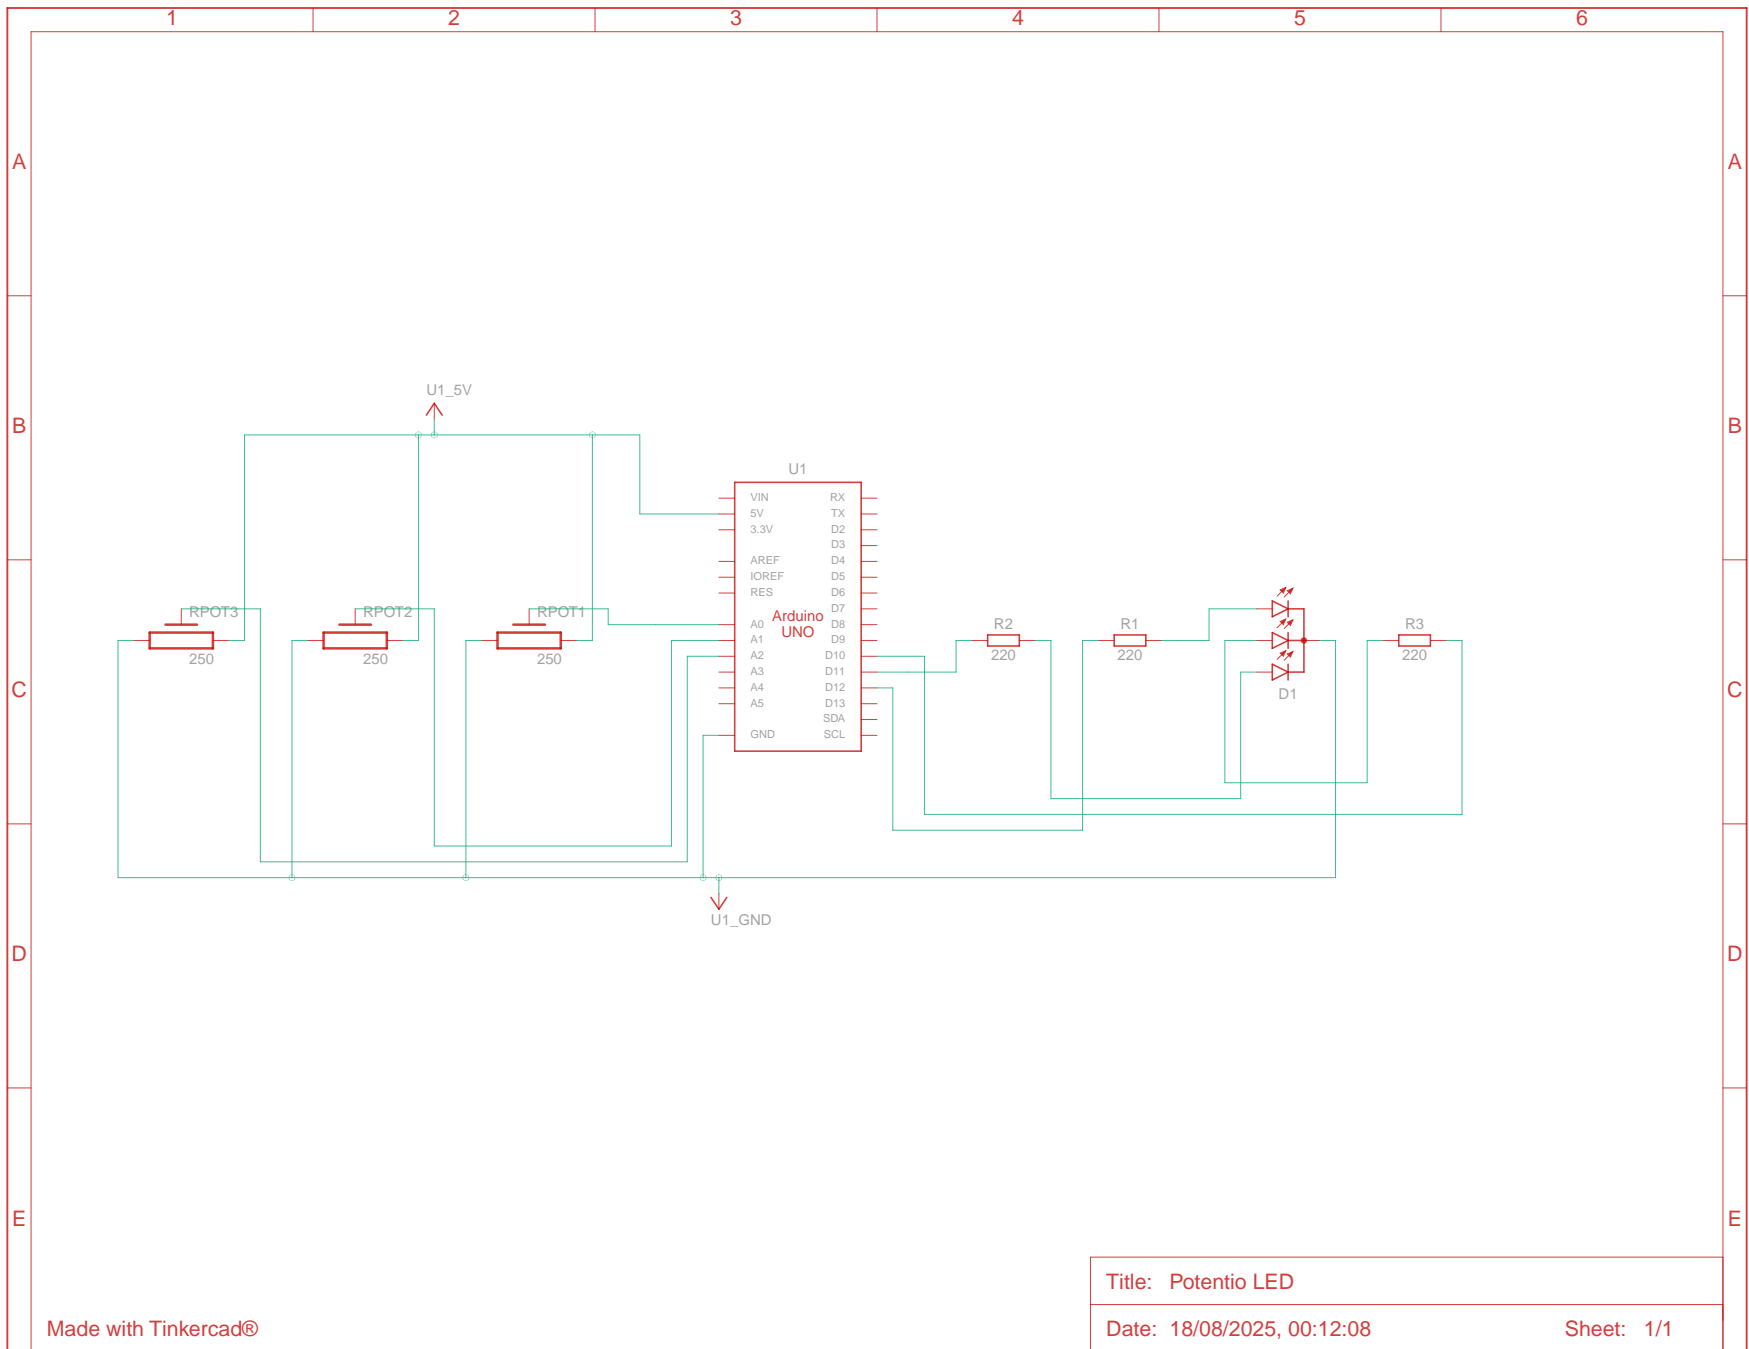 1 2 3 4 5 6
A A
U1_5V
B B
U1
VIN RX
5V TX
3.3V D2
D3
AREF D4
IOREF D5
RES D6
D7
RPOT3 RPOT2 RPOT1
Arduino
UNO
A0 D8
A1 D9
A2 D10
A3 D11
A4 D12
A5 D13
SDA
GND SCL
R2 R1 R3
250 250 250
220 220 220
D1
C C
U1_GND
D D
E E
Title: Potentio LED
Made with Tinkercad®
Date: 18/08/2025, 00:12:08 Sheet: 1/1